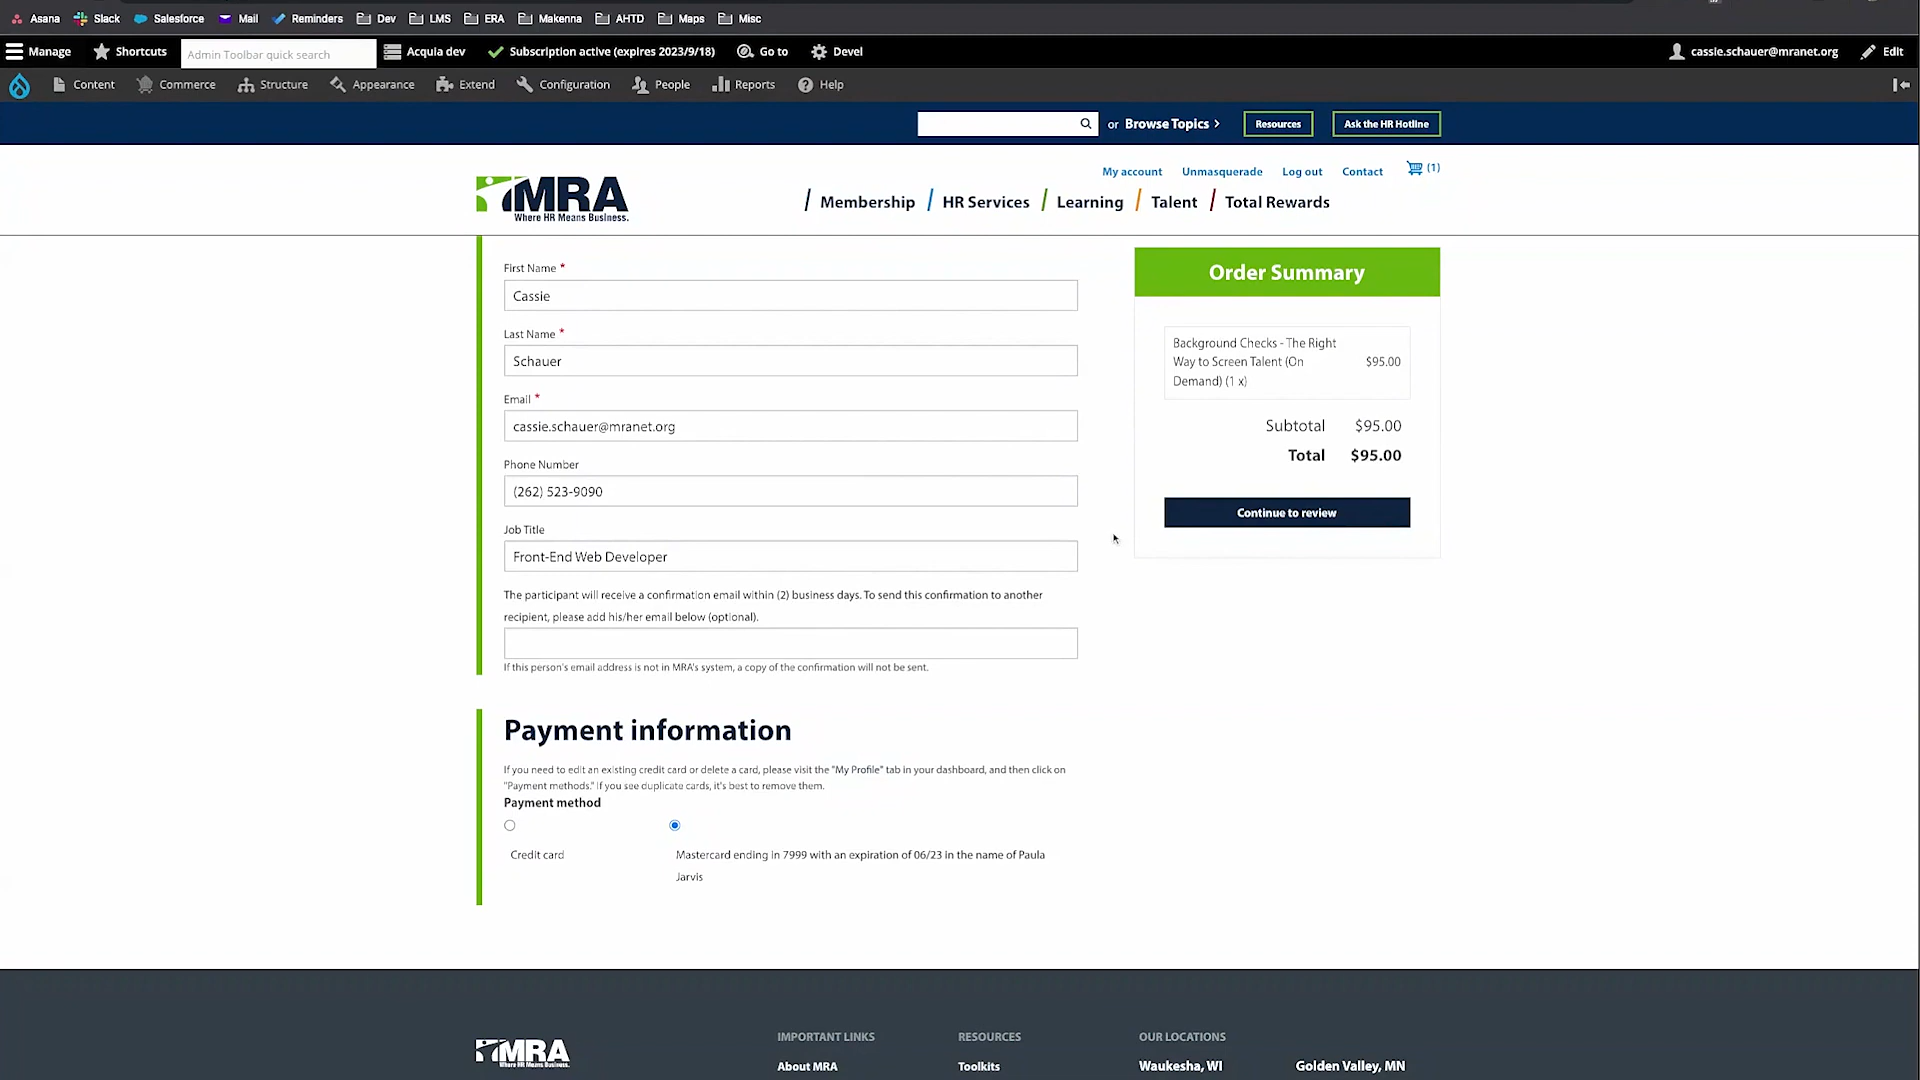 Asana Slack Salesforce Mail Reminders Dev LMS ERA Makenna AHTD Maps Misc
Manage Shortcuts Admin Toolbar quick search Acquia dev Subscription active (expires 2023/9/18) Go to Devel cassie.schauer@mranet.org Edit
Content Commerce Structure Appearance Extend Configuration People Reports Help
or Browse Topics › Resources Ask the HR Hotline
My account Unmasquerade Log out Contact (1)
MRA
Where HR Means Business.
Membership HR Services Learning Talent Total Rewards
First Name *
Cassie
Last Name *
Schauer
Email *
cassie.schauer@mranet.org
Phone Number
(262) 523-9090
Job Title
Front-End Web Developer
The participant will receive a confirmation email within (2) business days. To send this confirmation to another
recipient, please add his/her email below (optional).
If this person's email address is not in MRA's system, a copy of the confirmation will not be sent.
Order Summary
Background Checks - The Right
Way to Screen Talent (On $95.00
Demand) (1 x)
Subtotal $95.00
Total $95.00
Continue to review
Payment information
If you need to edit an existing credit card or delete a card, please visit the "My Profile" tab in your dashboard, and then click on
"Payment methods." If you see duplicate cards, it's best to remove them.
Payment method
Credit card
Mastercard ending in 7999 with an expiration of 06/23 in the name of Paula
Jarvis
MRA
Where HR Means Business.
IMPORTANT LINKS RESOURCES OUR LOCATIONS
About MRA Toolkits Waukesha, WI Golden Valley, MN